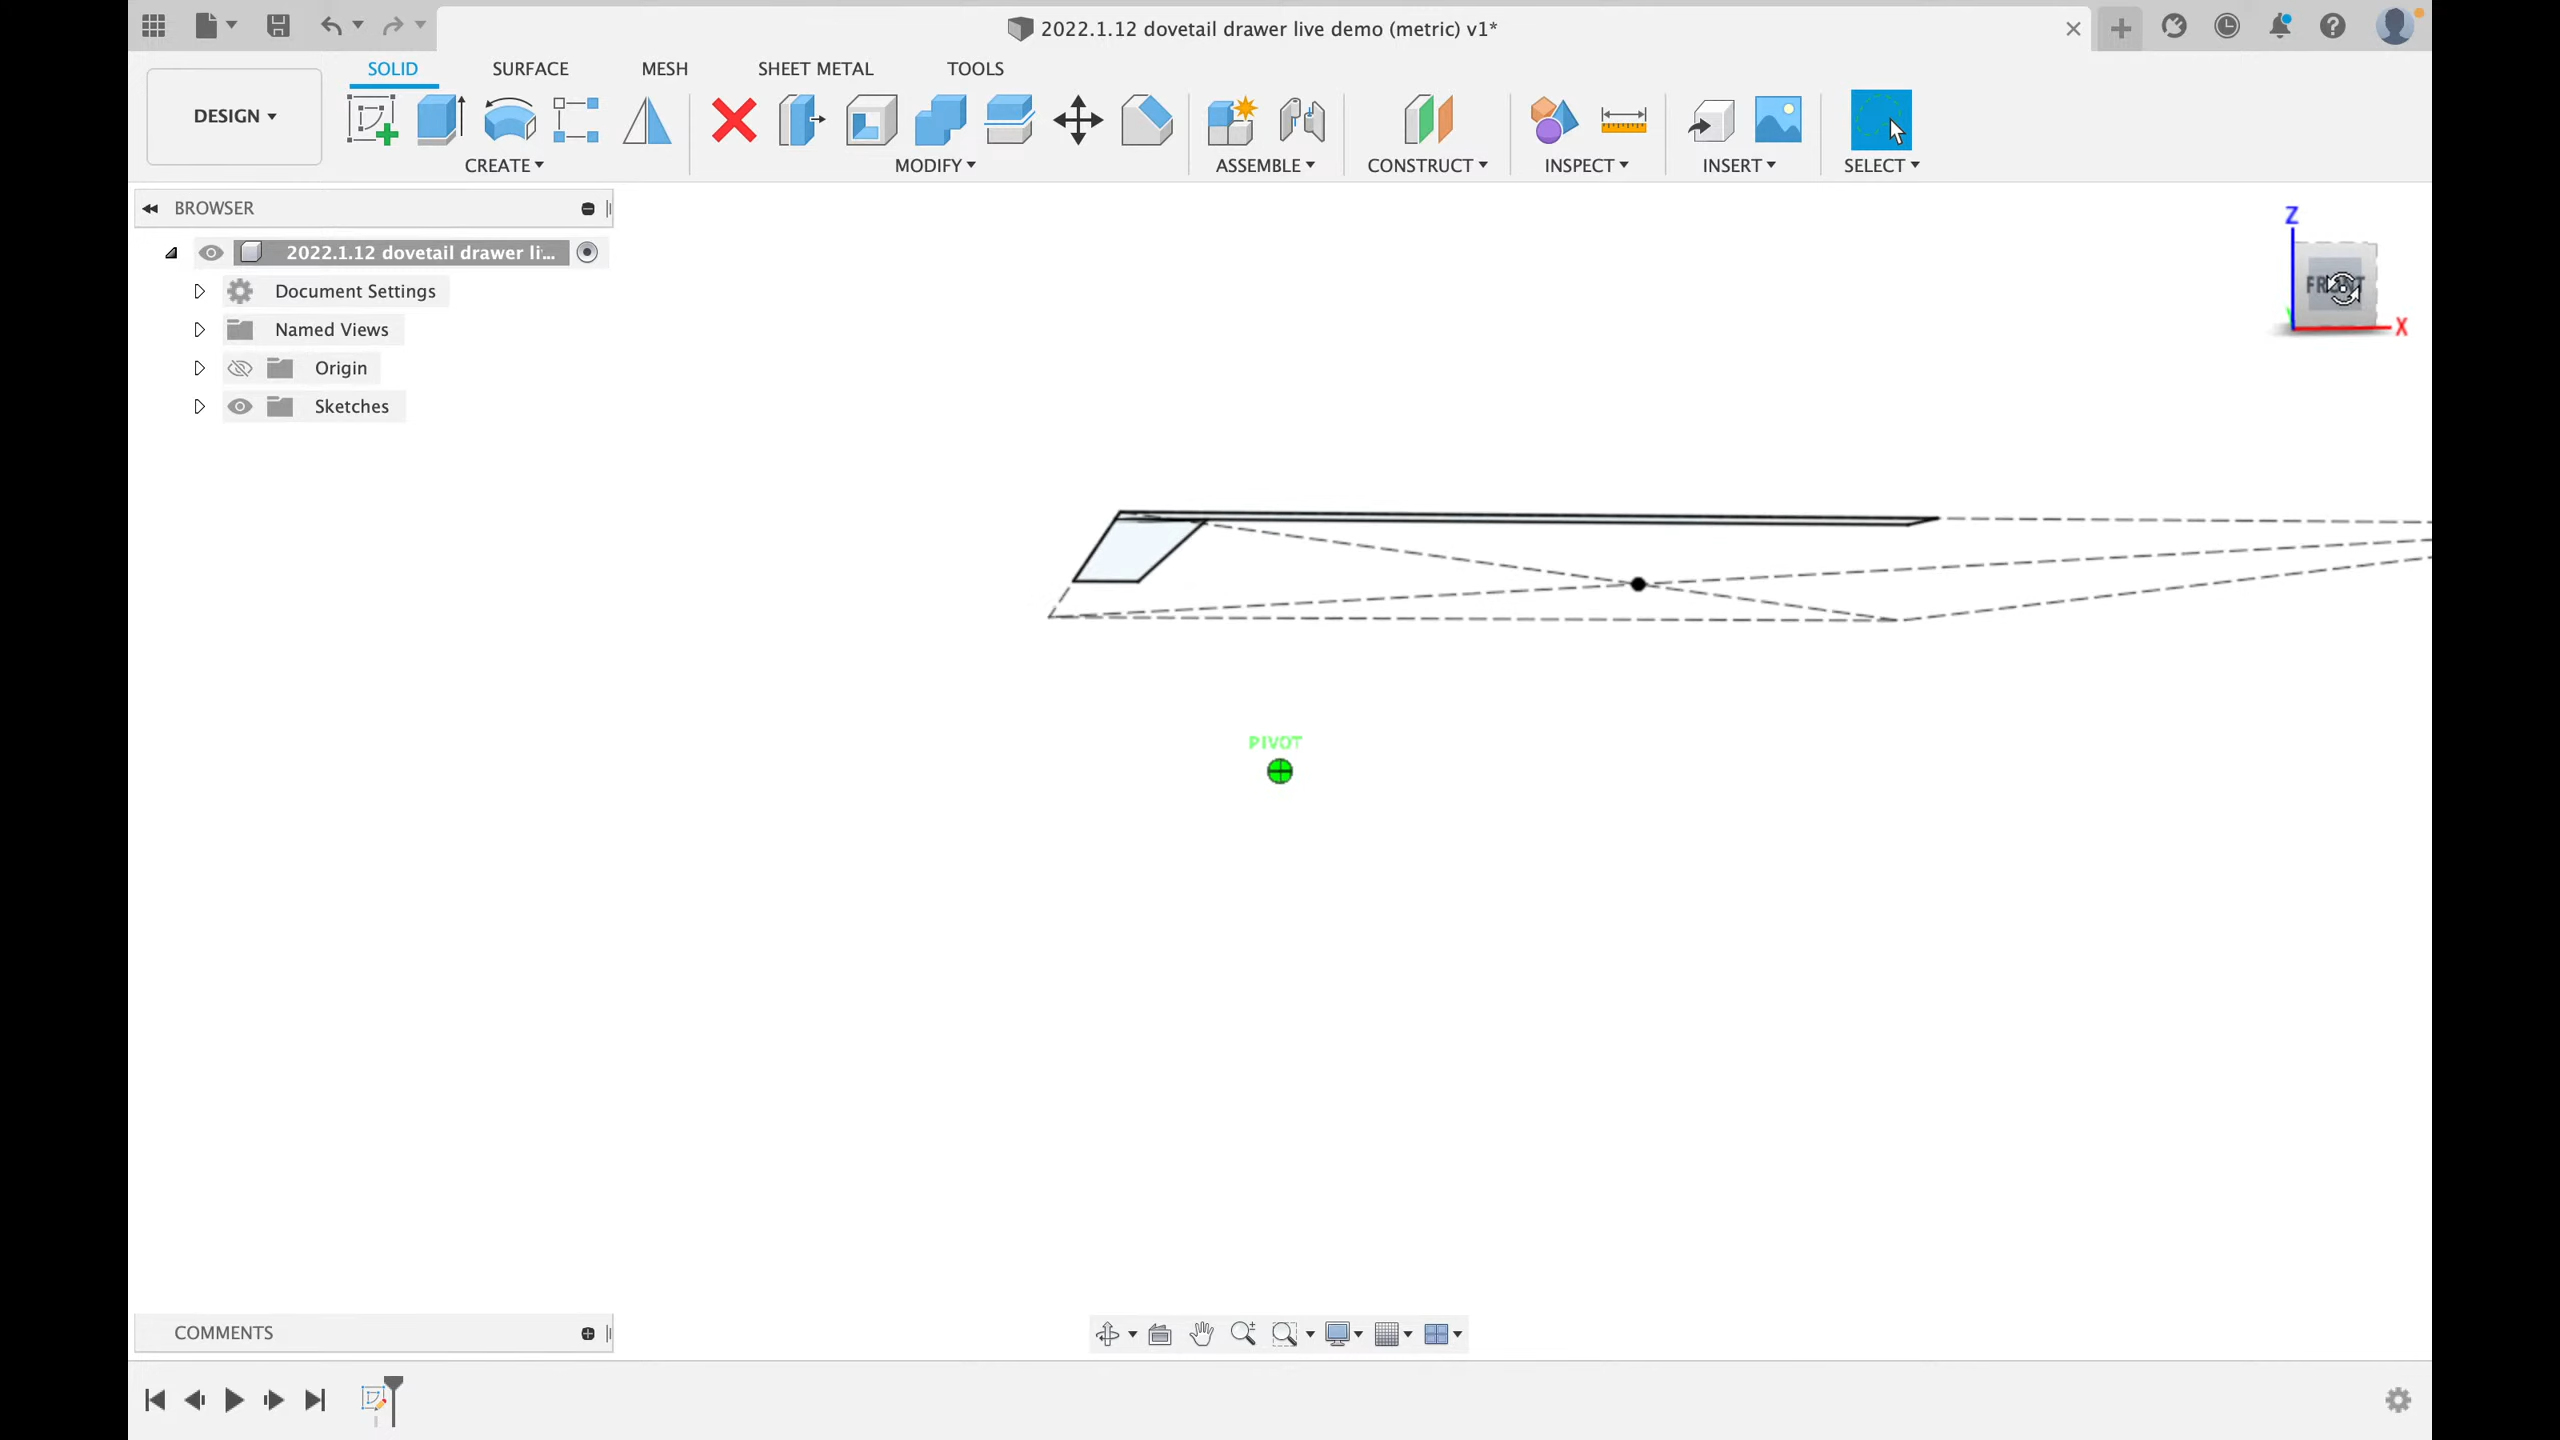 2022.1.12 dovetail drawer live demo (metric) v1*
SOLID SURFACE MESH SHEET METAL TOOLS
DESIGN
CREATE MODIFY ASSEMBLE CONSTRUCT INSPECT INSERT SELECT
BROWSER
2022.1.12 dovetail drawer li...
Document Settings
Named Views
Origin
Sketches
Z
FRONT
X
PIVOT
COMMENTS